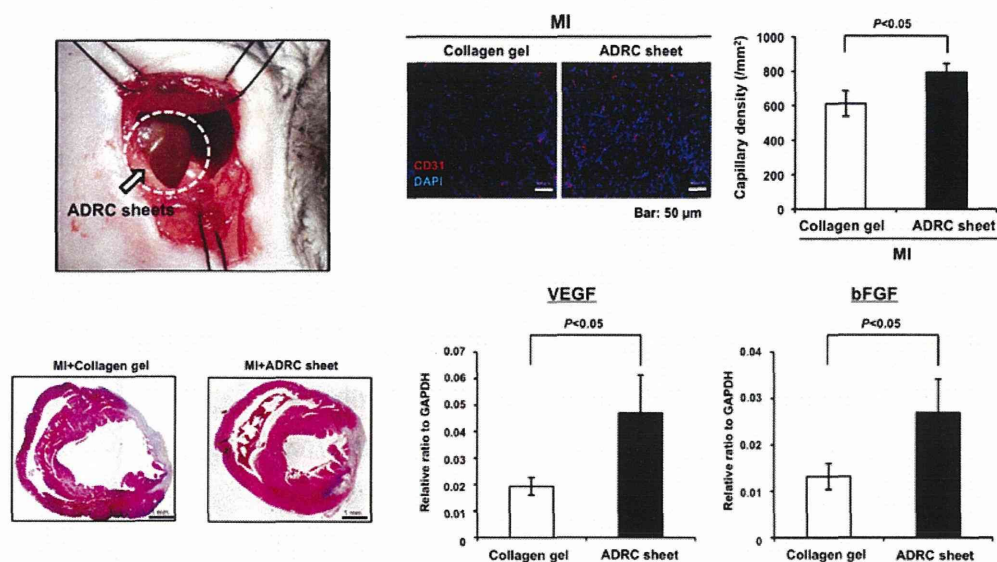 ADRC sheets
MI
Collagen gel
ADRC sheet
CD31
DAPI
Bar: 50 µm
P<0.05
Capillary density (/mm²)
1000
800
600
400
200
0
Collagen gel
ADRC sheet
MI
MI+Collagen gel
MI+ADRC sheet
1 mm
VEGF
P<0.05
Relative ratio to GAPDH
0.07
0.06
0.05
0.04
0.03
0.02
0.01
0
Collagen gel
ADRC sheet
bFGF
P<0.05
Relative ratio to GAPDH
0.04
0.03
0.02
0.01
0
Collagen gel
ADRC sheet